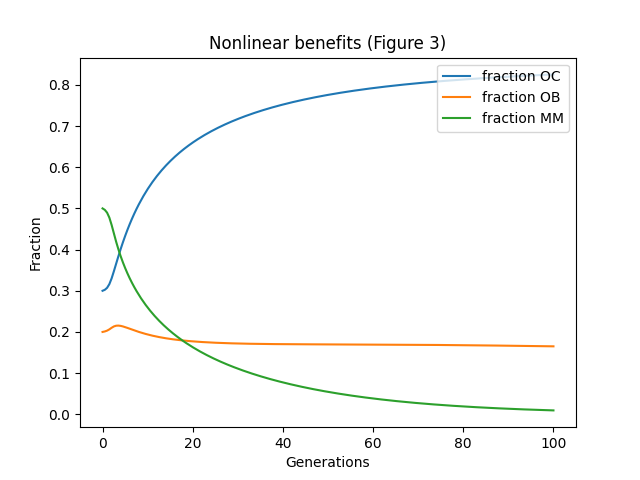 Nonlinear benefits (Figure 3)
fraction OC
fraction OB
fraction MM
Fraction
0.8
0.7
0.6
0.5
0.4
0.3
0.2
0.1
0.0
0 20 40 60 80 100
Generations